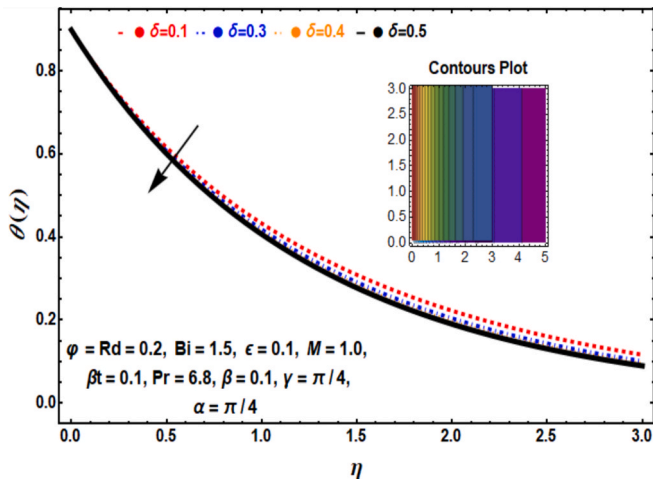 δ=0.1 δ=0.3 δ=0.4 δ=0.5
Contours Plot
3.0
2.5
2.0
1.5
1.0
0.5
0.0
0 1 2 3 4 5
0.8
0.6
0.4
0.2
0.0
θ(η)
φ = Rd = 0.2, Bi = 1.5, ϵ = 0.1, M = 1.0,
βt = 0.1, Pr = 6.8, β = 0.1, γ = π / 4,
α = π / 4
0.0 0.5 1.0 1.5 2.0 2.5 3.0
η